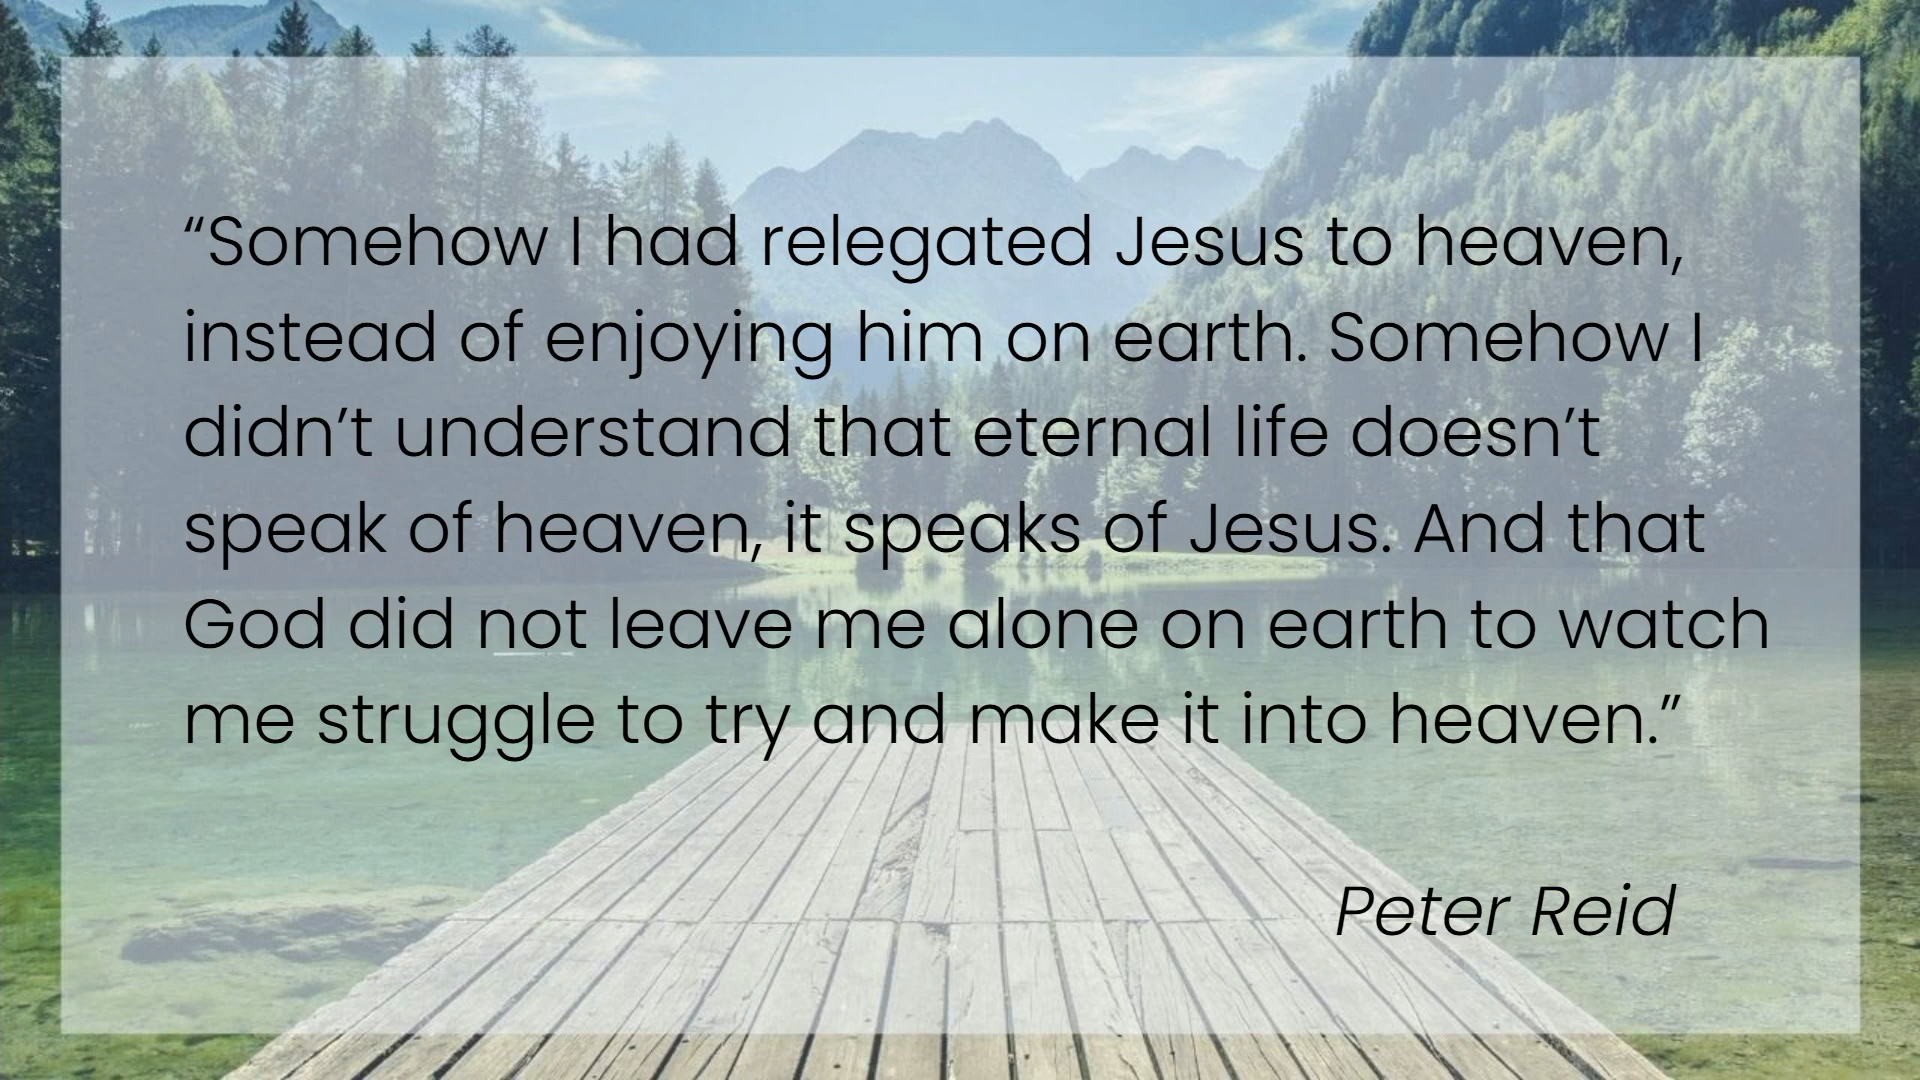 “Somehow I had relegated Jesus to heaven,
instead of enjoying him on earth. Somehow I
didn’t understand that eternal life doesn’t
speak of heaven, it speaks of Jesus. And that
God did not leave me alone on earth to watch
me struggle to try and make it into heaven.”
Peter Reid